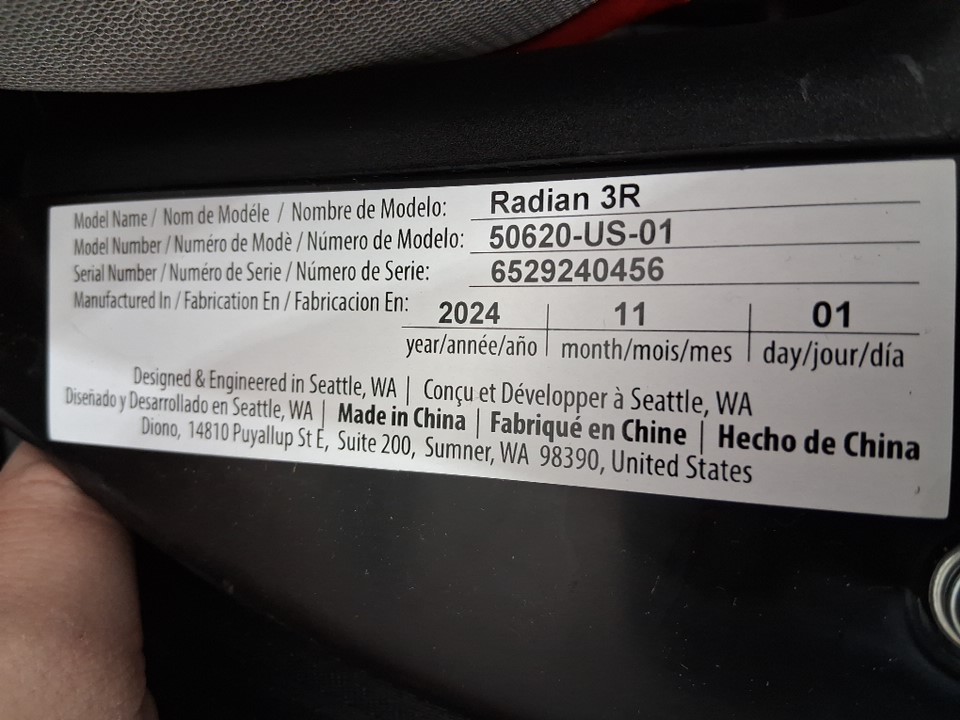 Model Name / Nom de Modéle / Nombre de Modelo: Radian 3R
Model Number / Numéro de Modè / Número de Modelo: 50620-US-01
Serial Number / Numéro de Serie / Número de Serie: 6529240456
Manufactured In / Fabrication En / Fabricacion En: 2024 | 11 | 01
year/année/año | month/mois/mes | day/jour/día
Designed & Engineered in Seattle, WA | Conçu et Développer à Seattle, WA
Diseñado y Desarrollado en Seattle, WA | Made in China | Fabriqué en Chine | Hecho de China
Diono, 14810 Puyallup St E, Suite 200, Sumner, WA 98390, United States